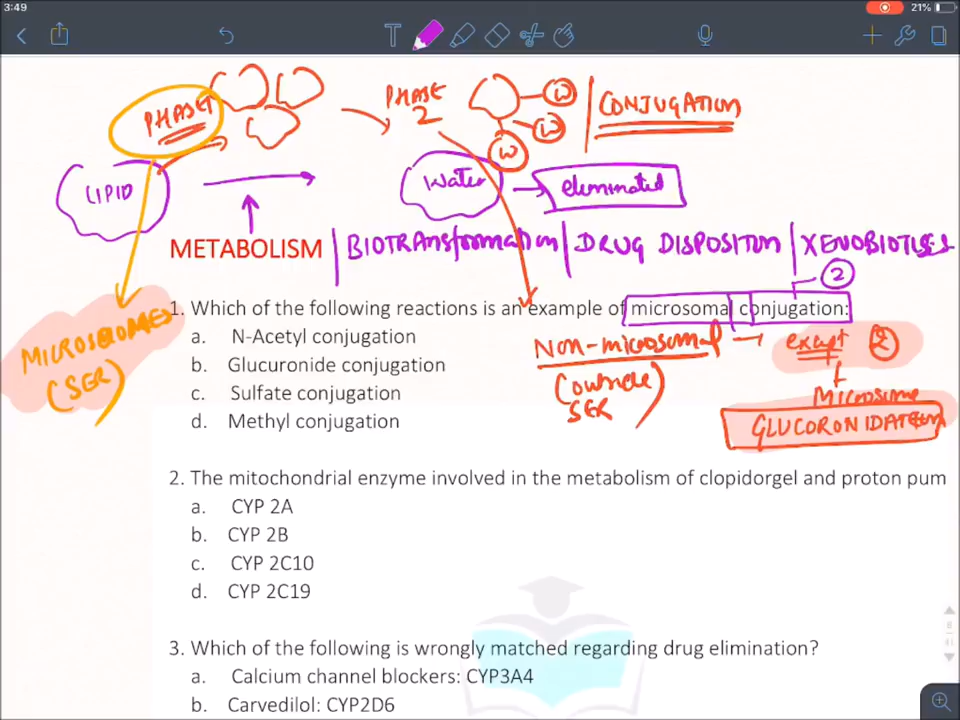 3:49
21%
PHASE 1
PHASE 2
W
W
W
CONJUGATION
LIPID
Water
eliminated
METABOLISM | BIOTRANSformation | DRUG DISPOSITION | XENOBIOTICS
2
1. Which of the following reactions is an example of microsomal conjugation:
a. N-Acetyl conjugation
b. Glucuronide conjugation
c. Sulfate conjugation
d. Methyl conjugation
MICROSOMES
(SER)
Non-microsomal → except 2
(outside SER)
Microsome
GLUCORONIDATION
2. The mitochondrial enzyme involved in the metabolism of clopidorgel and proton pum
a. CYP 2A
b. CYP 2B
c. CYP 2C10
d. CYP 2C19
3. Which of the following is wrongly matched regarding drug elimination?
a. Calcium channel blockers: CYP3A4
b. Carvedilol: CYP2D6